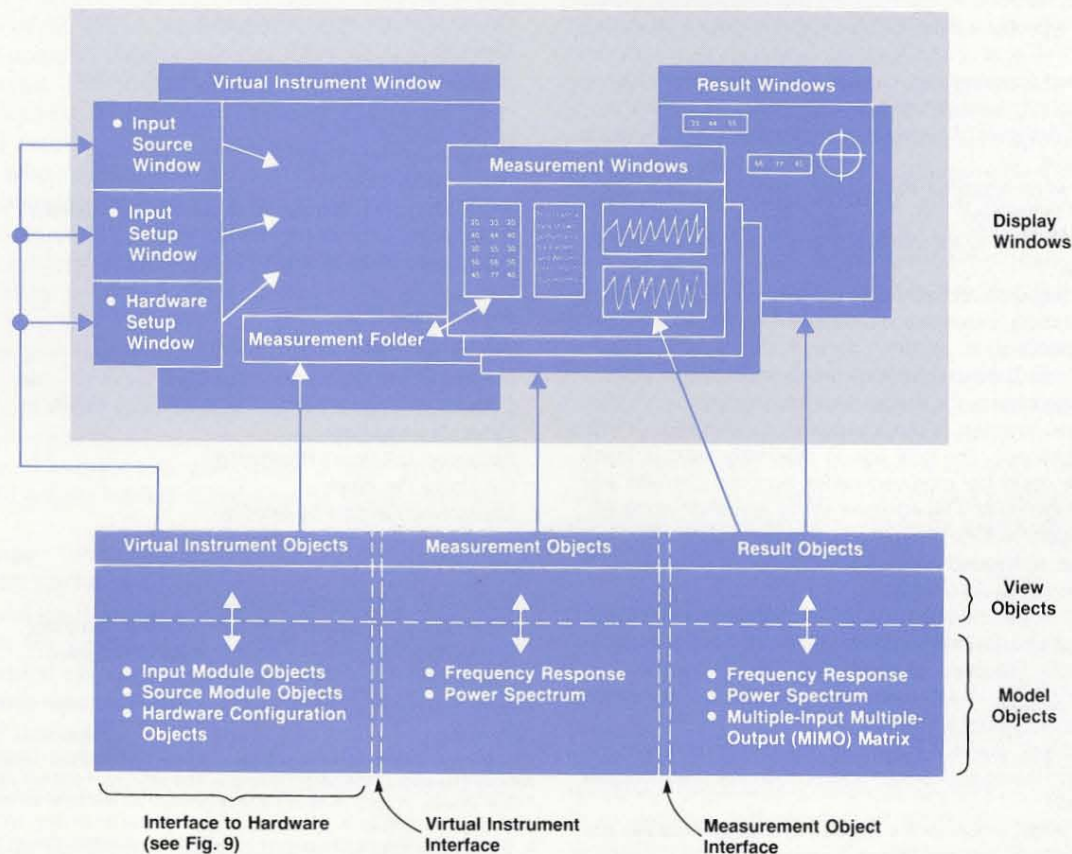 Virtual Instrument Window
Result Windows
• Input
Source
Window
• Input
Setup
Window
• Hardware
Setup
Window
Measurement Windows
Measurement Folder
Display
Windows
Virtual Instrument Objects
Measurement Objects
Result Objects
View
Objects
• Input Module Objects
• Source Module Objects
• Hardware Configuration
Objects
• Frequency Response
• Power Spectrum
• Frequency Response
• Power Spectrum
• Multiple-Input Multiple-
Output (MIMO) Matrix
Model
Objects
Interface to Hardware
(see Fig. 9)
Virtual Instrument
Interface
Measurement Object
Interface